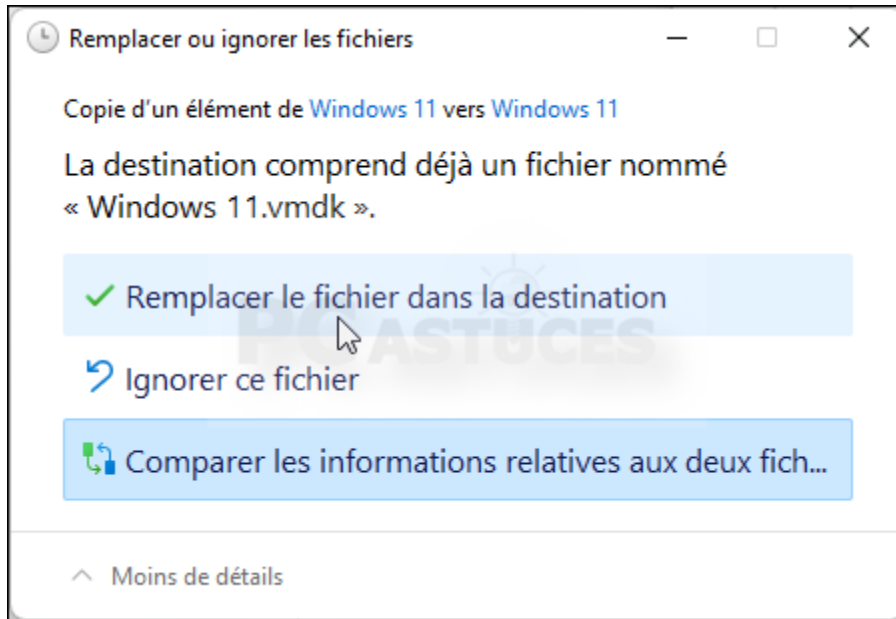 Remplacer ou ignorer les fichiers
Copie d’un élément de Windows 11 vers Windows 11
La destination comprend déjà un fichier nommé
« Windows 11.vmdk ».
Remplacer le fichier dans la destination
PC ASTUCES
Ignorer ce fichier
Comparer les informations relatives aux deux fich...
Moins de détails